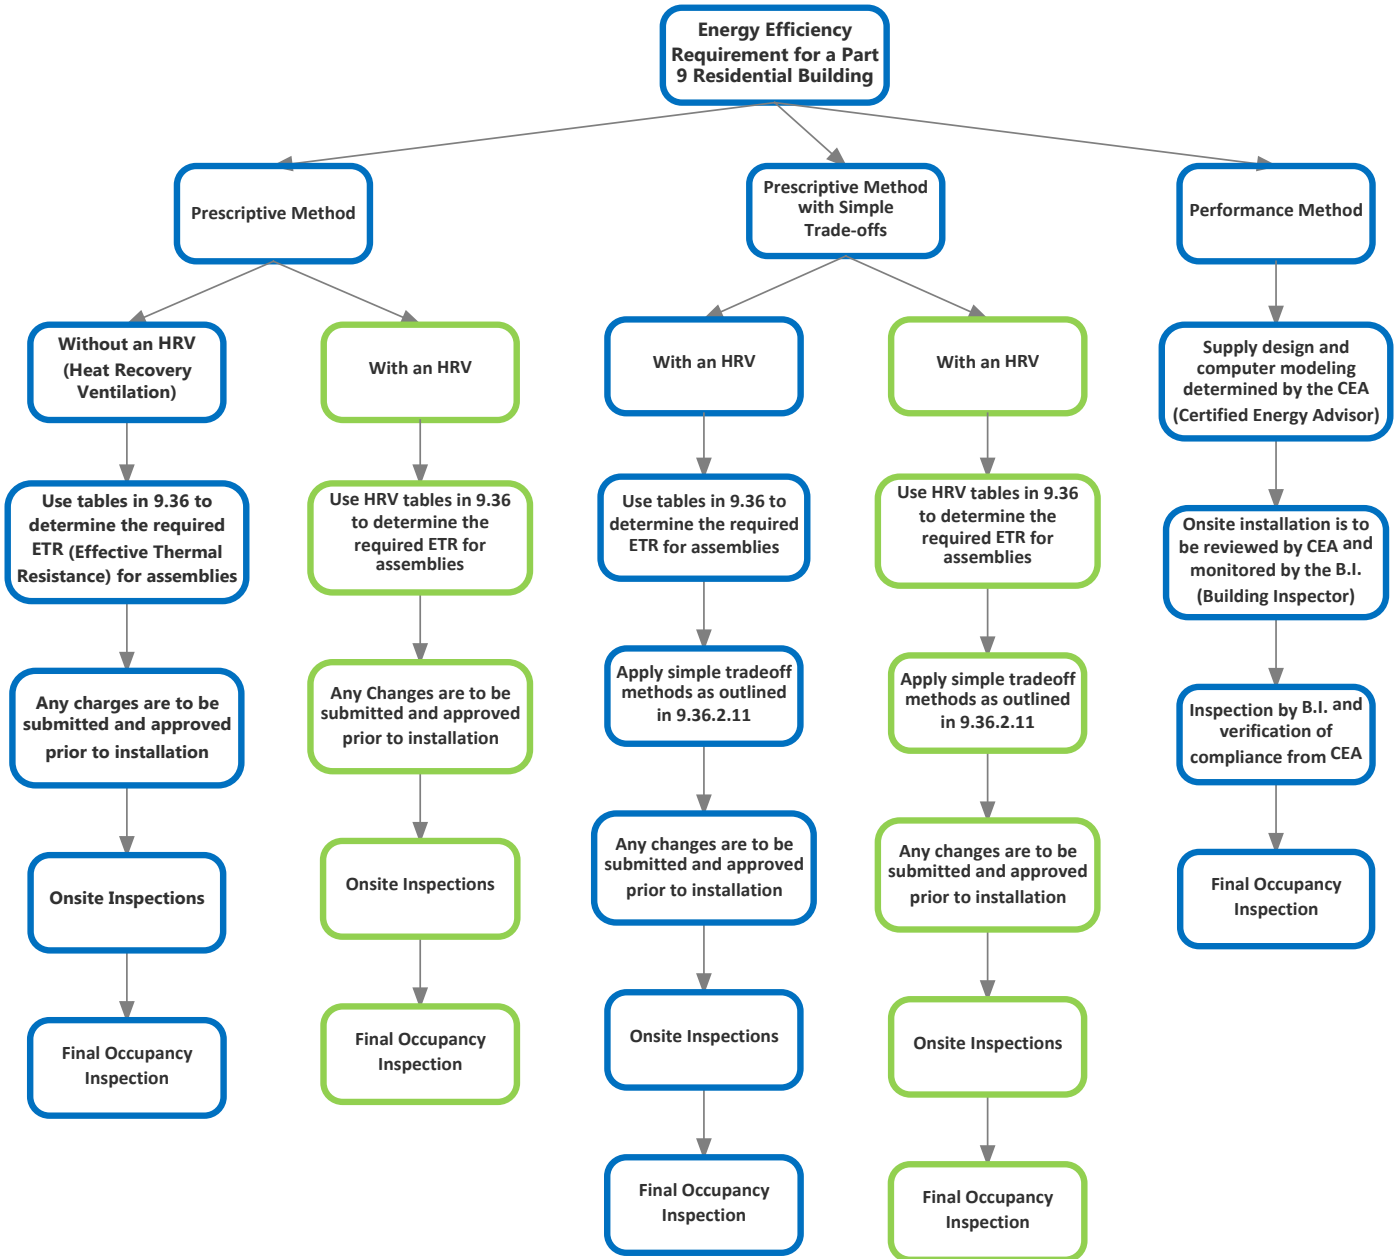 Energy Efficiency
Requirement for a Part
9 Residential Building
Prescriptive Method
Prescriptive Method
with Simple
Trade-offs
Performance Method
Without an HRV
(Heat Recovery
Ventilation)
With an HRV
With an HRV
With an HRV
Supply design and
computer modeling
determined by the CEA
(Certified Energy Advisor)
Use tables in 9.36 to
determine the required
ETR (Effective Thermal
Resistance) for assemblies
Use HRV tables in 9.36
to determine the
required ETR for
assemblies
Use tables in 9.36 to
determine the required
ETR for assemblies
Use HRV tables in 9.36
to determine the
required ETR for
assemblies
Onsite installation is to
be reviewed by CEA and
monitored by the B.I.
(Building Inspector)
Any charges are to be
submitted and approved
prior to installation
Any Changes are to be
submitted and approved
prior to installation
Apply simple tradeoff
methods as outlined
in 9.36.2.11
Apply simple tradeoff
methods as outlined
in 9.36.2.11
Inspection by B.I. and
verification of
compliance from CEA
Onsite Inspections
Onsite Inspections
Any changes are to be
submitted and approved
prior to installation
Any changes are to be
submitted and approved
prior to installation
Final Occupancy
Inspection
Final Occupancy
Inspection
Final Occupancy
Inspection
Onsite Inspections
Onsite Inspections
Final Occupancy
Inspection
Final Occupancy
Inspection